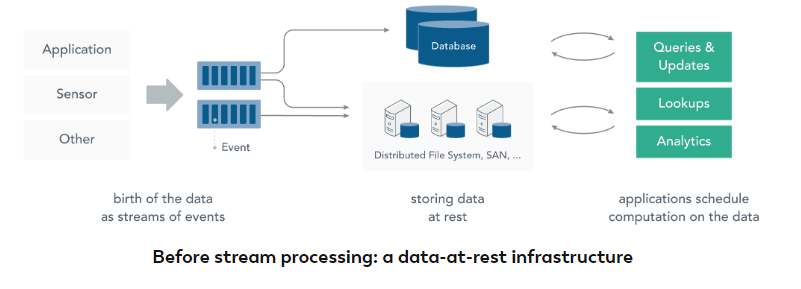 Application
Sensor
Other
Event
Database
Distributed File System, SAN, ...
Queries &
Updates
Lookups
Analytics
birth of the data
as streams of events
storing data
at rest
applications schedule
computation on the data
Before stream processing: a data-at-rest infrastructure